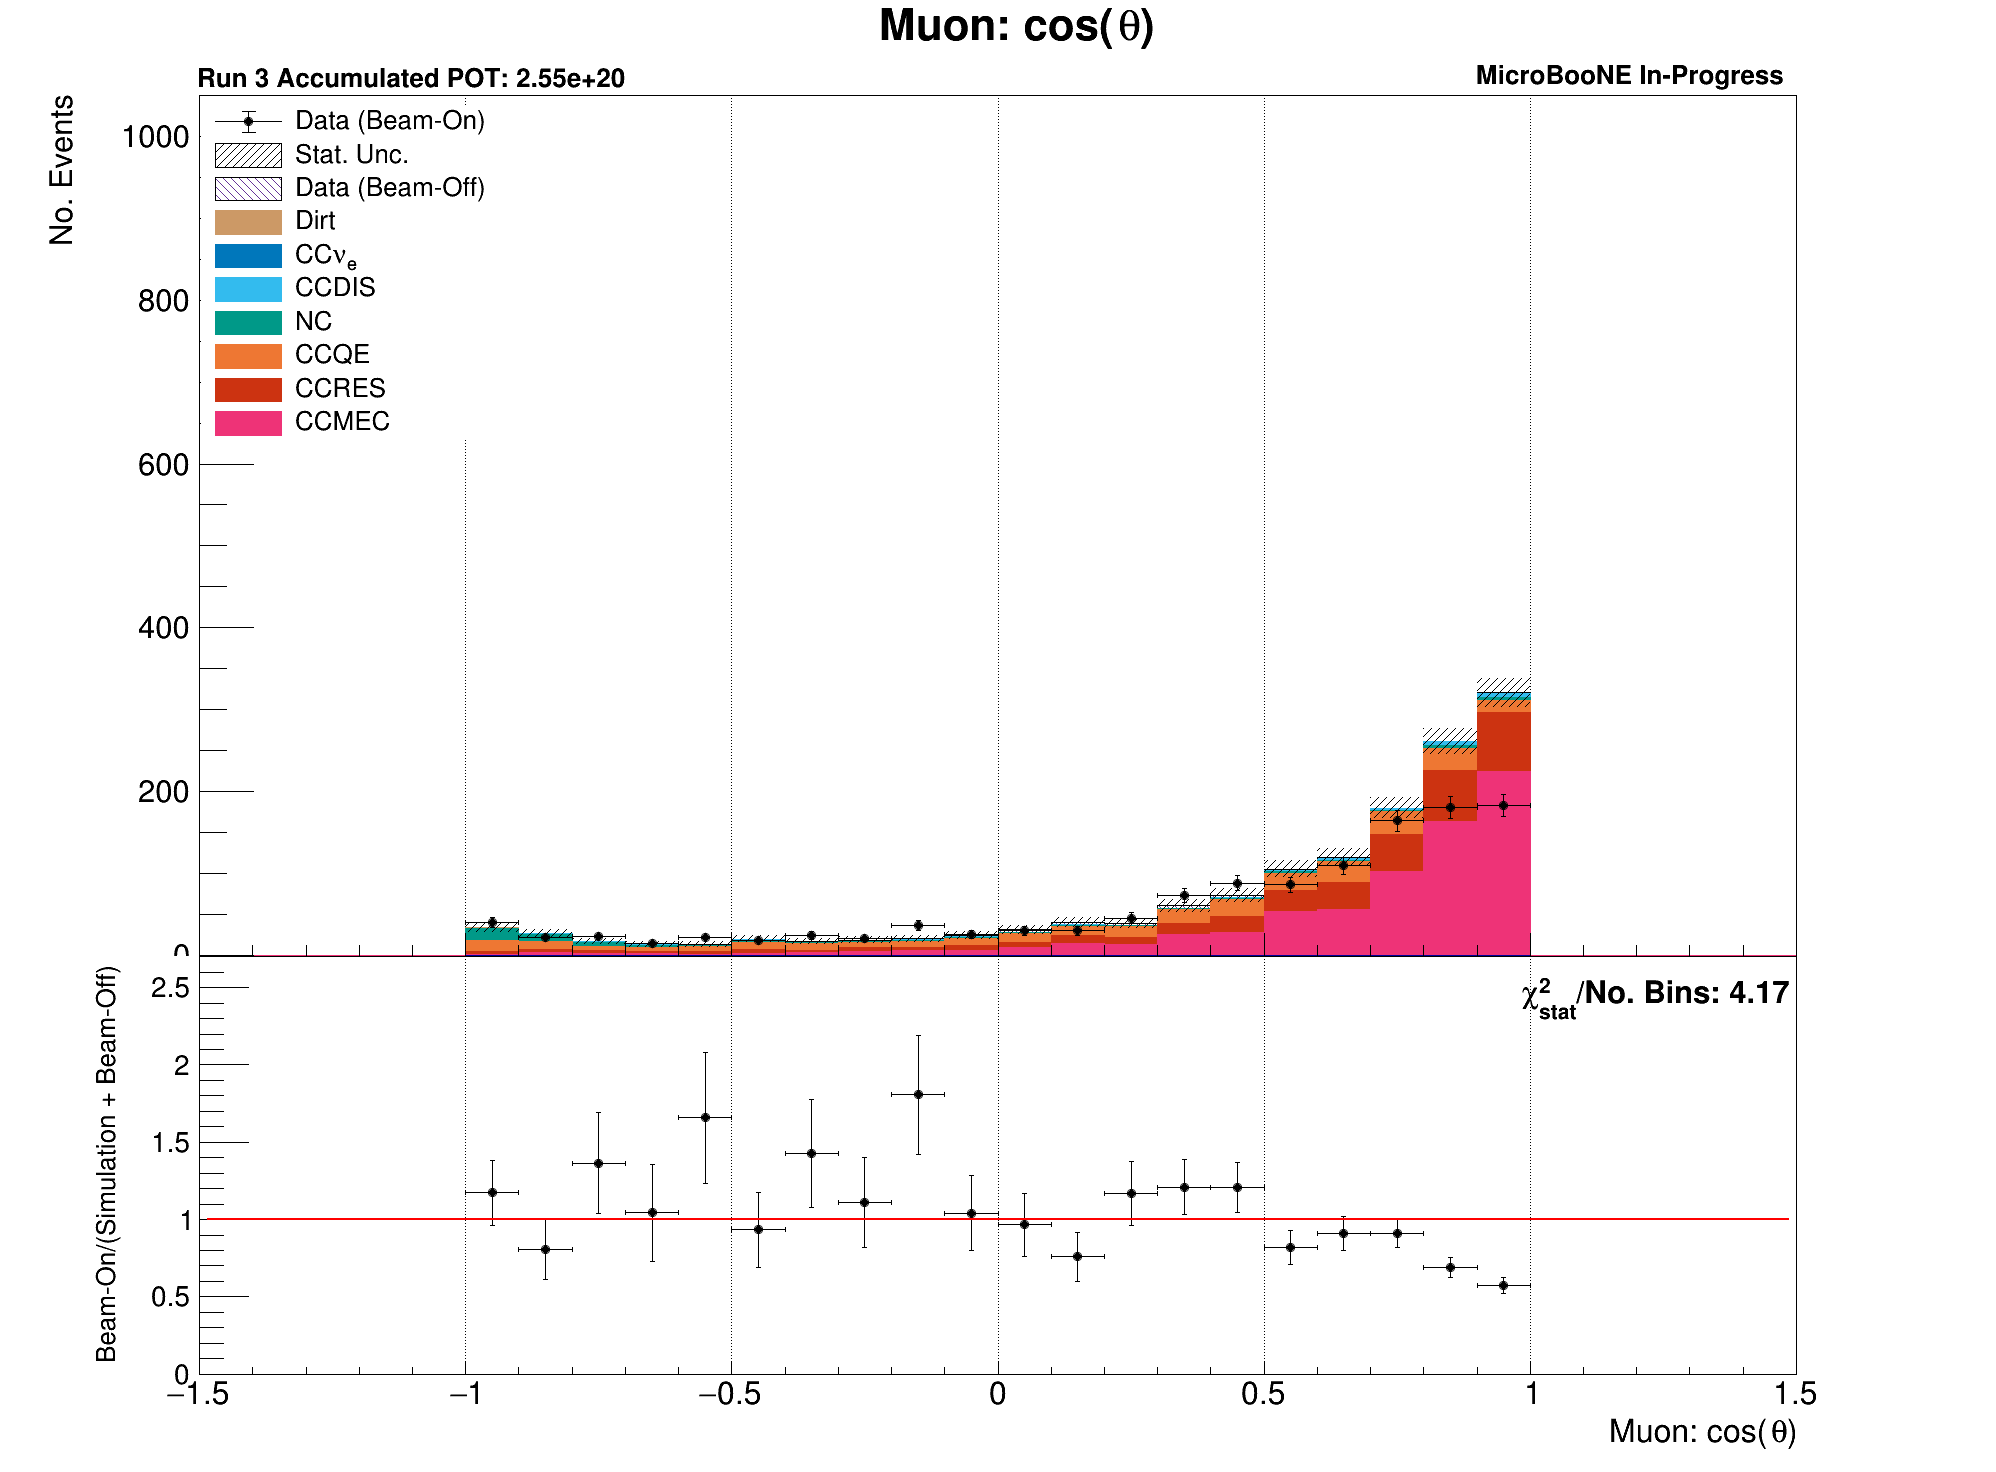 Muon: cos(θ)
Run 3 Accumulated POT: 2.55e+20
MicroBooNE In-Progress
No. Events
1000
800
600
400
200
0
Data (Beam-On)
Stat. Unc.
Data (Beam-Off)
Dirt
CCνe
CCDIS
NC
CCQE
CCRES
CCMEC
Beam-On/(Simulation + Beam-Off)
2.5
2
1.5
1
0.5
0
χ²stat/No. Bins: 4.17
−1.5 −1 −0.5 0 0.5 1 1.5
Muon: cos(θ)